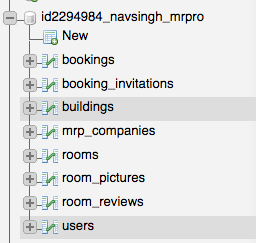 id2294984_navsingh_mrpro
New
bookings
booking_invitations
buildings
mrp_companies
rooms
room_pictures
room_reviews
users